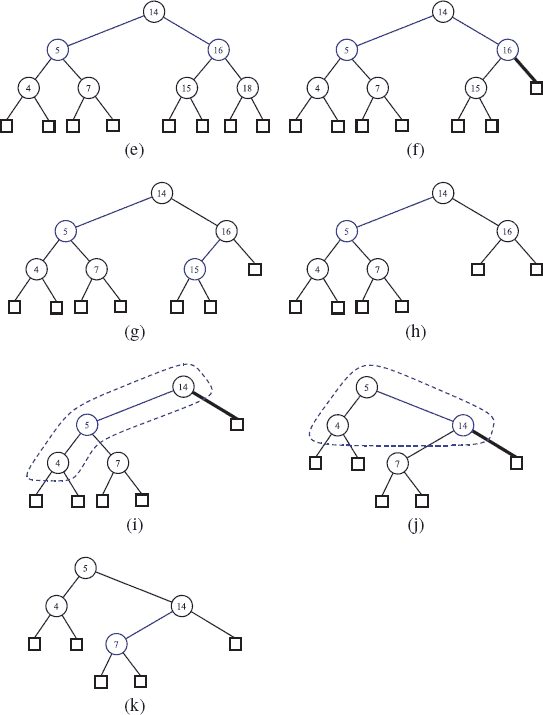 14 14
5 16 5 16
4 7 15 18 4 7 15
(e) (f)
14 14
5 16 5 16
4 7 15 4 7
(g) (h)
14 5
5 4 14
4 7 7
(i) (j)
5
4 14
7
(k)